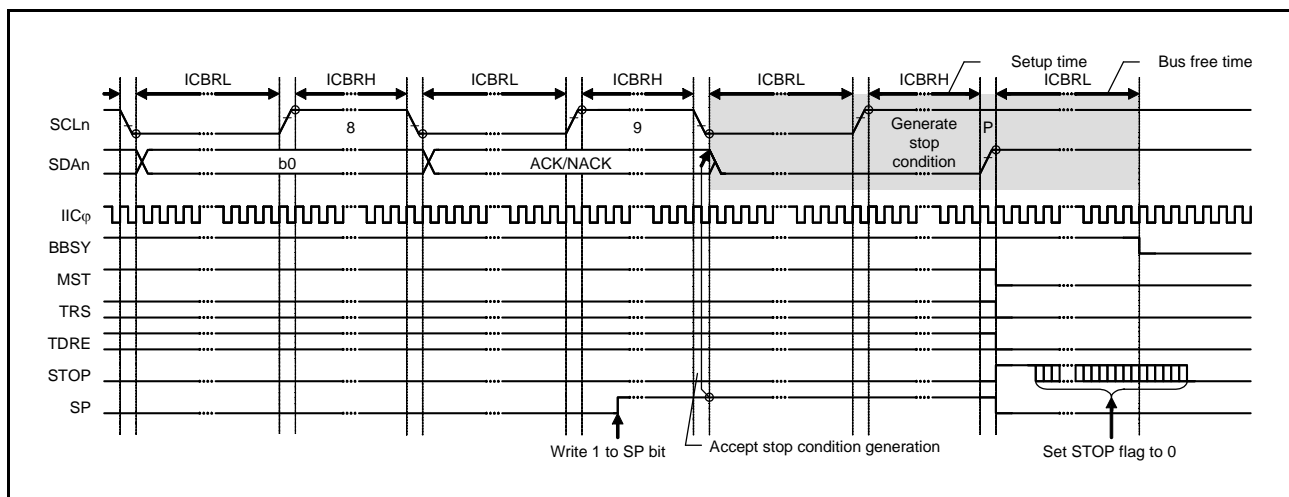 Setup time
Bus free time
ICBRL ICBRH ICBRL ICBRH ICBRL ICBRH ICBRL
SCLn 8 9 Generate stop condition P
SDAn b0 ACK/NACK
IICφ
BBSY
MST
TRS
TDRE
STOP
SP
Write 1 to SP bit
Accept stop condition generation
Set STOP flag to 0